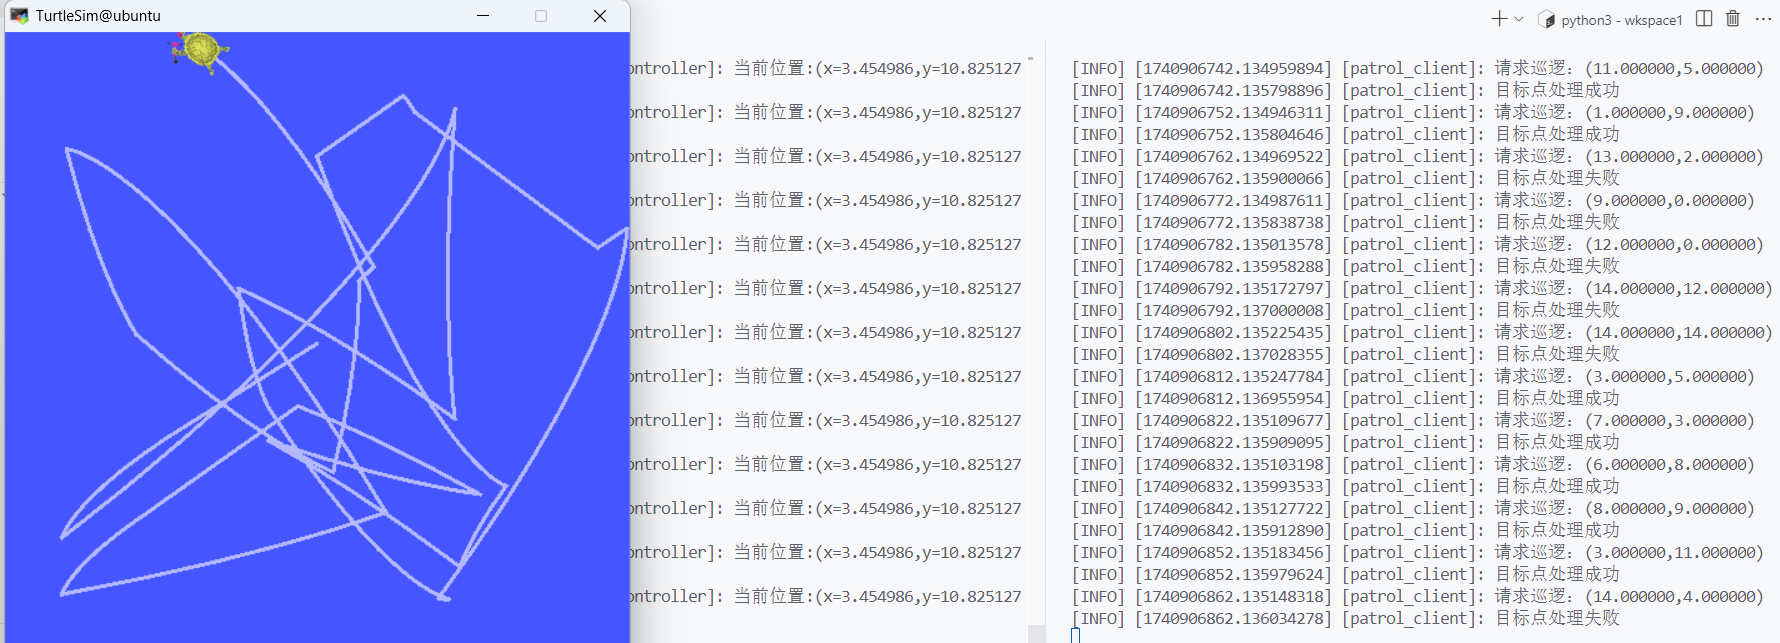 TurtleSim@ubuntu
python3 - wkspace1
ontroller]: 当前位置:(x=3.454986,y=10.825127
ontroller]: 当前位置:(x=3.454986,y=10.825127
ontroller]: 当前位置:(x=3.454986,y=10.825127
ontroller]: 当前位置:(x=3.454986,y=10.825127
ontroller]: 当前位置:(x=3.454986,y=10.825127
ontroller]: 当前位置:(x=3.454986,y=10.825127
ontroller]: 当前位置:(x=3.454986,y=10.825127
ontroller]: 当前位置:(x=3.454986,y=10.825127
ontroller]: 当前位置:(x=3.454986,y=10.825127
ontroller]: 当前位置:(x=3.454986,y=10.825127
ontroller]: 当前位置:(x=3.454986,y=10.825127
ontroller]: 当前位置:(x=3.454986,y=10.825127
ontroller]: 当前位置:(x=3.454986,y=10.825127
[INFO] [1740906742.134959894] [patrol_client]: 请求巡逻: (11.000000,5.000000)
[INFO] [1740906742.135798896] [patrol_client]: 目标点处理成功
[INFO] [1740906752.134946311] [patrol_client]: 请求巡逻: (1.000000,9.000000)
[INFO] [1740906752.135804646] [patrol_client]: 目标点处理成功
[INFO] [1740906762.134969522] [patrol_client]: 请求巡逻: (13.000000,2.000000)
[INFO] [1740906762.135900066] [patrol_client]: 目标点处理失败
[INFO] [1740906772.134987611] [patrol_client]: 请求巡逻: (9.000000,0.000000)
[INFO] [1740906772.135838738] [patrol_client]: 目标点处理失败
[INFO] [1740906782.135013578] [patrol_client]: 请求巡逻: (12.000000,0.000000)
[INFO] [1740906782.135958288] [patrol_client]: 目标点处理失败
[INFO] [1740906792.135172797] [patrol_client]: 请求巡逻: (14.000000,12.000000)
[INFO] [1740906792.137000008] [patrol_client]: 目标点处理失败
[INFO] [1740906802.135225435] [patrol_client]: 请求巡逻: (14.000000,14.000000)
[INFO] [1740906802.137028355] [patrol_client]: 目标点处理失败
[INFO] [1740906812.135247784] [patrol_client]: 请求巡逻: (3.000000,5.000000)
[INFO] [1740906812.136955954] [patrol_client]: 目标点处理成功
[INFO] [1740906822.135109677] [patrol_client]: 请求巡逻: (7.000000,3.000000)
[INFO] [1740906822.135909095] [patrol_client]: 目标点处理成功
[INFO] [1740906832.135103198] [patrol_client]: 请求巡逻: (6.000000,8.000000)
[INFO] [1740906832.135993533] [patrol_client]: 目标点处理成功
[INFO] [1740906842.135127722] [patrol_client]: 请求巡逻: (8.000000,9.000000)
[INFO] [1740906842.135912890] [patrol_client]: 目标点处理成功
[INFO] [1740906852.135183456] [patrol_client]: 请求巡逻: (3.000000,11.000000)
[INFO] [1740906852.135979624] [patrol_client]: 目标点处理成功
[INFO] [1740906862.135148318] [patrol_client]: 请求巡逻: (14.000000,4.000000)
[INFO] [1740906862.136034278] [patrol_client]: 目标点处理失败